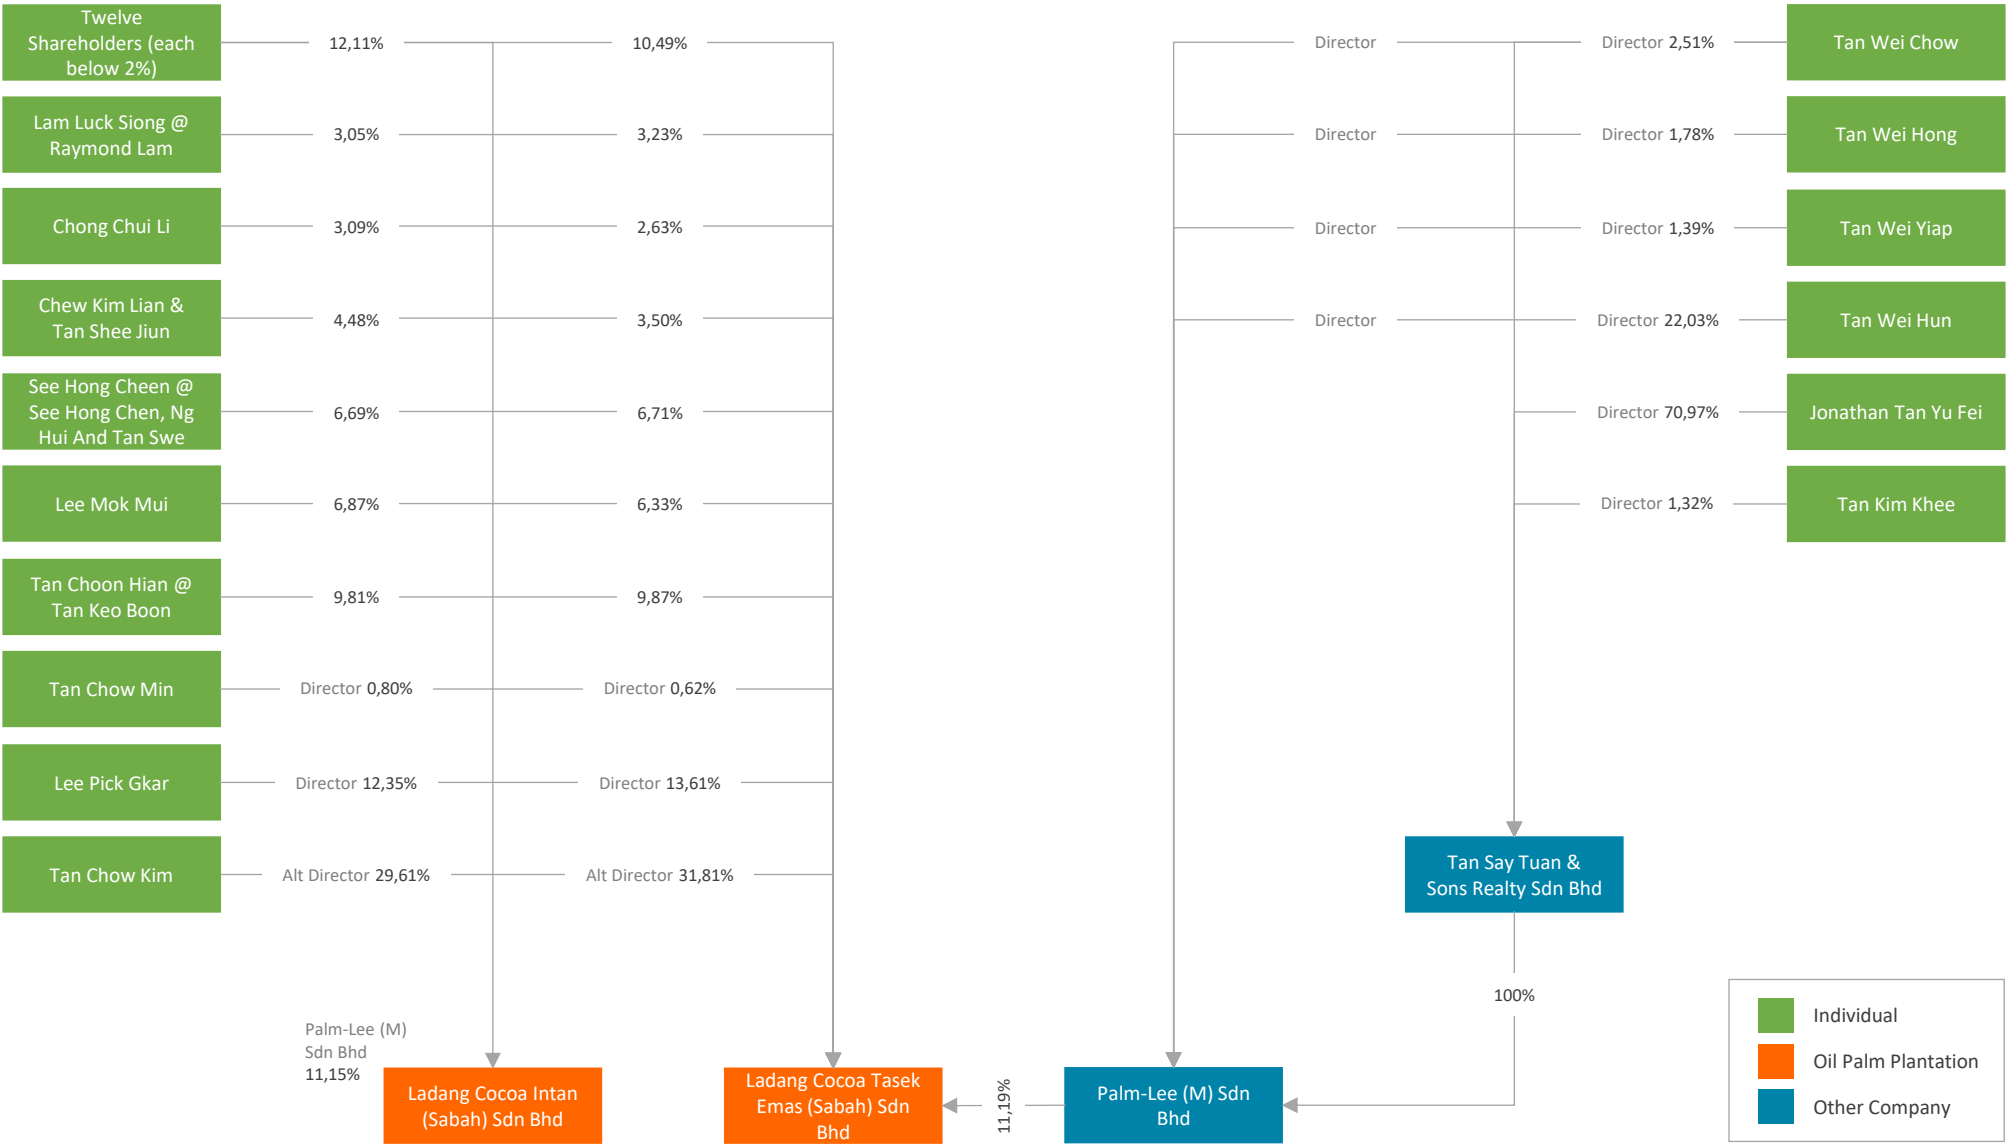 Twelve
Shareholders (each
below 2%)
12,11%
10,49%
Director
Director 2,51%
Tan Wei Chow
Lam Luck Siong @
Raymond Lam
3,05%
3,23%
Director
Director 1,78%
Tan Wei Hong
Chong Chui Li
3,09%
2,63%
Director
Director 1,39%
Tan Wei Yiap
Chew Kim Lian &
Tan Shee Jiun
4,48%
3,50%
Director
Director 22,03%
Tan Wei Hun
See Hong Cheen @
See Hong Chen, Ng
Hui And Tan Swe
6,69%
6,71%
Director 70,97%
Jonathan Tan Yu Fei
Lee Mok Mui
6,87%
6,33%
Director 1,32%
Tan Kim Khee
Tan Choon Hian @
Tan Keo Boon
9,81%
9,87%
Tan Chow Min
Director 0,80%
Director 0,62%
Lee Pick Gkar
Director 12,35%
Director 13,61%
Tan Chow Kim
Alt Director 29,61%
Alt Director 31,81%
Tan Say Tuan &
Sons Realty Sdn Bhd
100%
Palm-Lee (M)
Sdn Bhd
11,15%
Ladang Cocoa Intan
(Sabah) Sdn Bhd
Ladang Cocoa Tasek
Emas (Sabah) Sdn
Bhd
11,19%
Palm-Lee (M) Sdn
Bhd
Individual
Oil Palm Plantation
Other Company